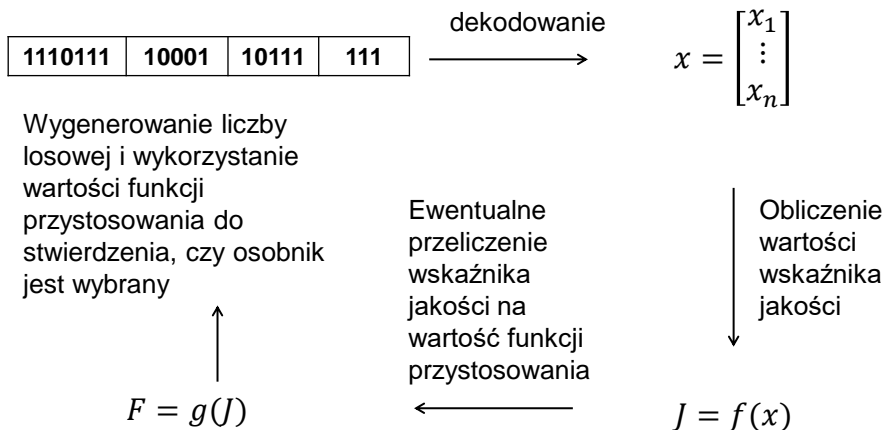 dekodowanie
1110111 10001 10111 111
x = [x₁ ⋮ xₙ]
Wygenerowanie liczby
losowej i wykorzystanie
wartości funkcji
przystosowania do
stwierdzenia, czy osobnik
jest wybrany
Ewentualne
przeliczenie
wskaźnika
jakości na
wartość funkcji
przystosowania
Obliczenie
wartości
wskaźnika
jakości
F = g(J)
J = f(x)